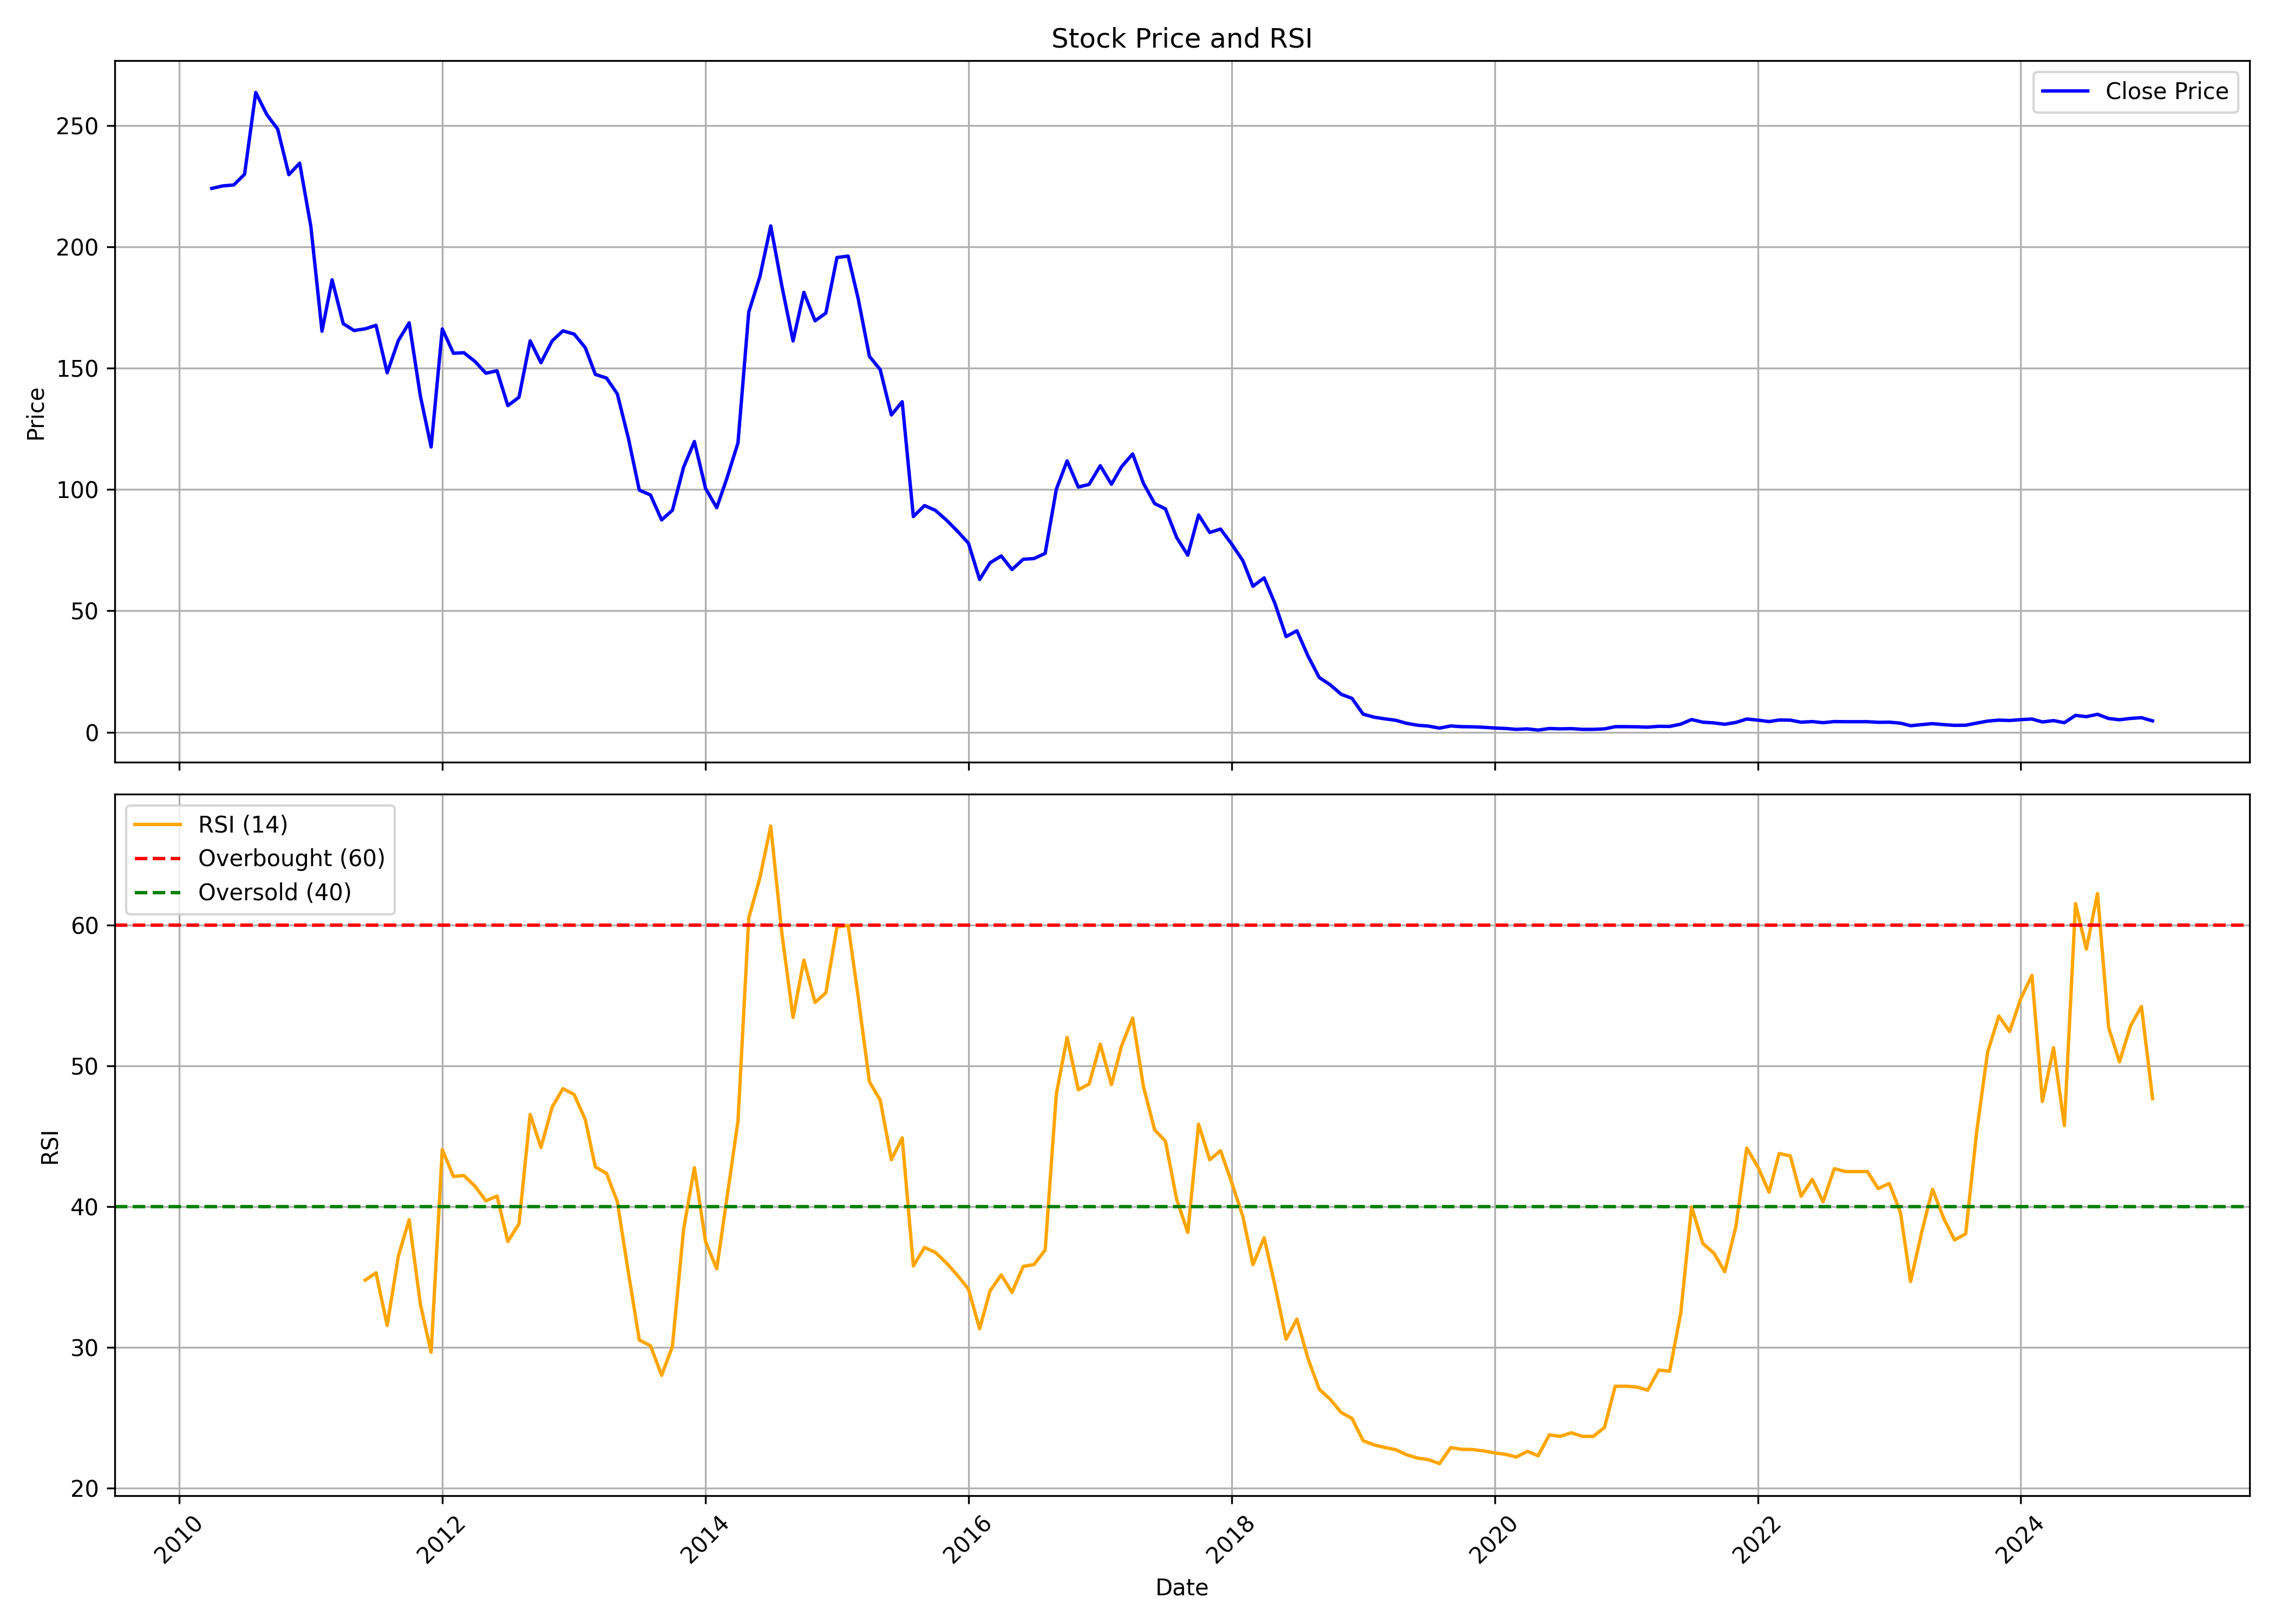 Stock Price and RSI
Close Price
250
200
150
100
50
0
Price
RSI (14)
Overbought (60)
Oversold (40)
60
50
40
30
20
RSI
2010 2012 2014 2016 2018 2020 2022 2024
Date